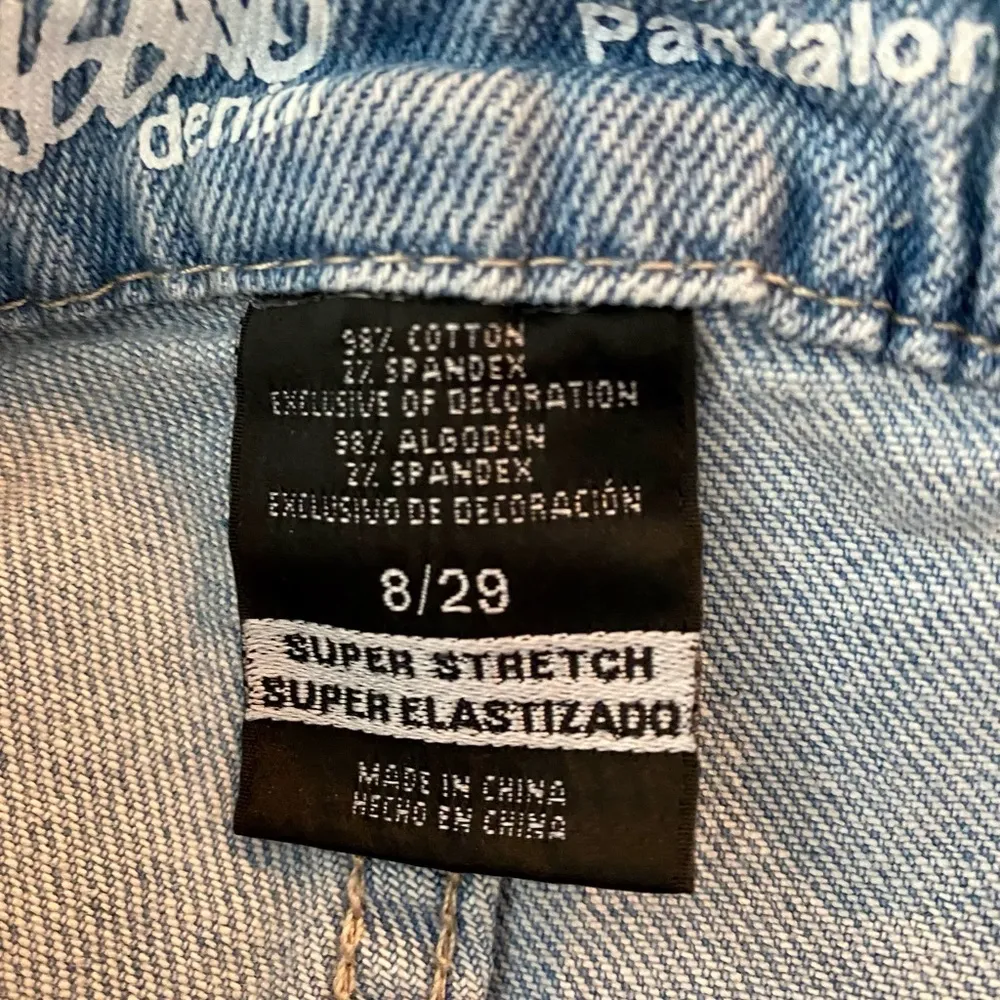 denim
Pantalon
98% COTTON
2% SPANDEX
EXCLUSIVE OF DECORATION
98% ALGODÓN
2% SPANDEX
EXCLUSIVO DE DECORACIÓN
8/29
SUPER STRETCH
SUPER ELASTIZADO
MADE IN CHINA
HECHO EN CHINA